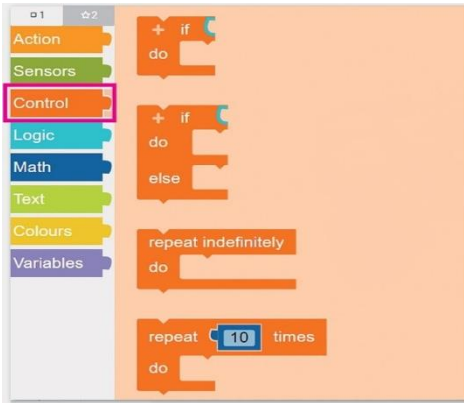 1 2
Action
Sensors
Control
Logic
Math
Text
Colours
Variables
+ if
do
+ if
do
else
repeat indefinitely
do
repeat 10 times
do